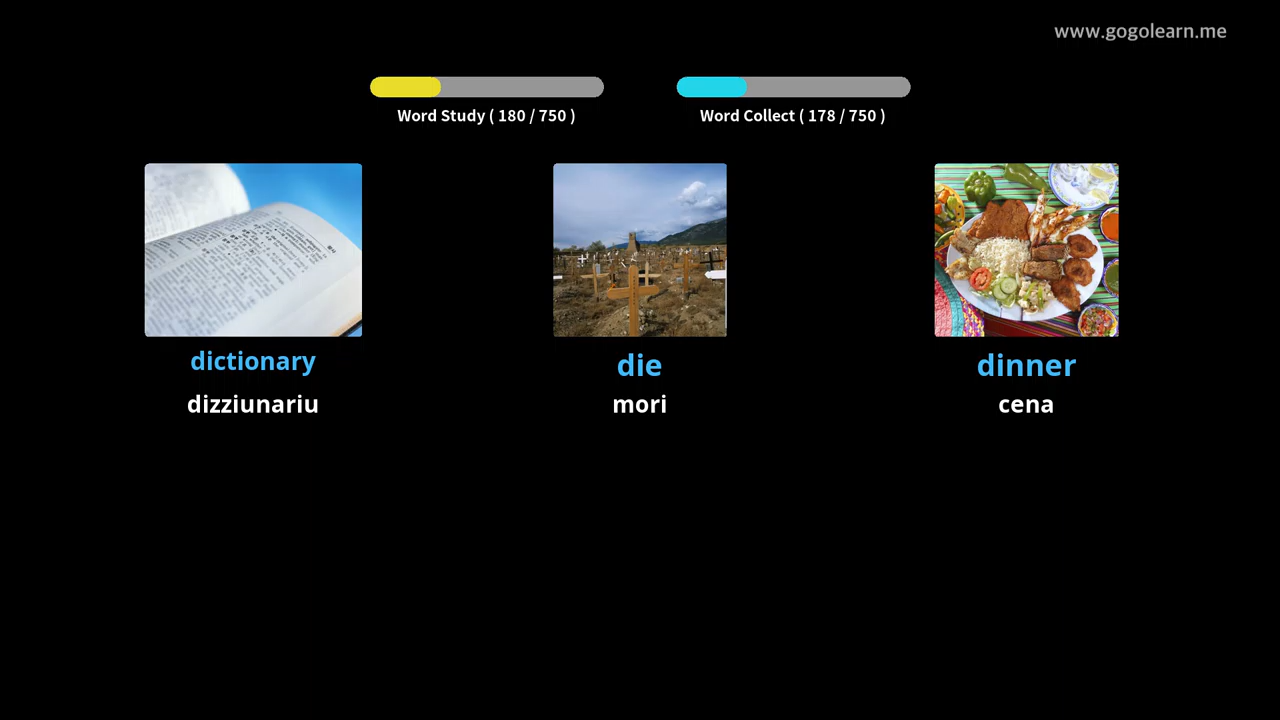 www.gogolearn.me
Word Study ( 180 / 750 )
Word Collect ( 178 / 750 )
dictionary
dizziunariu
die
mori
dinner
cena